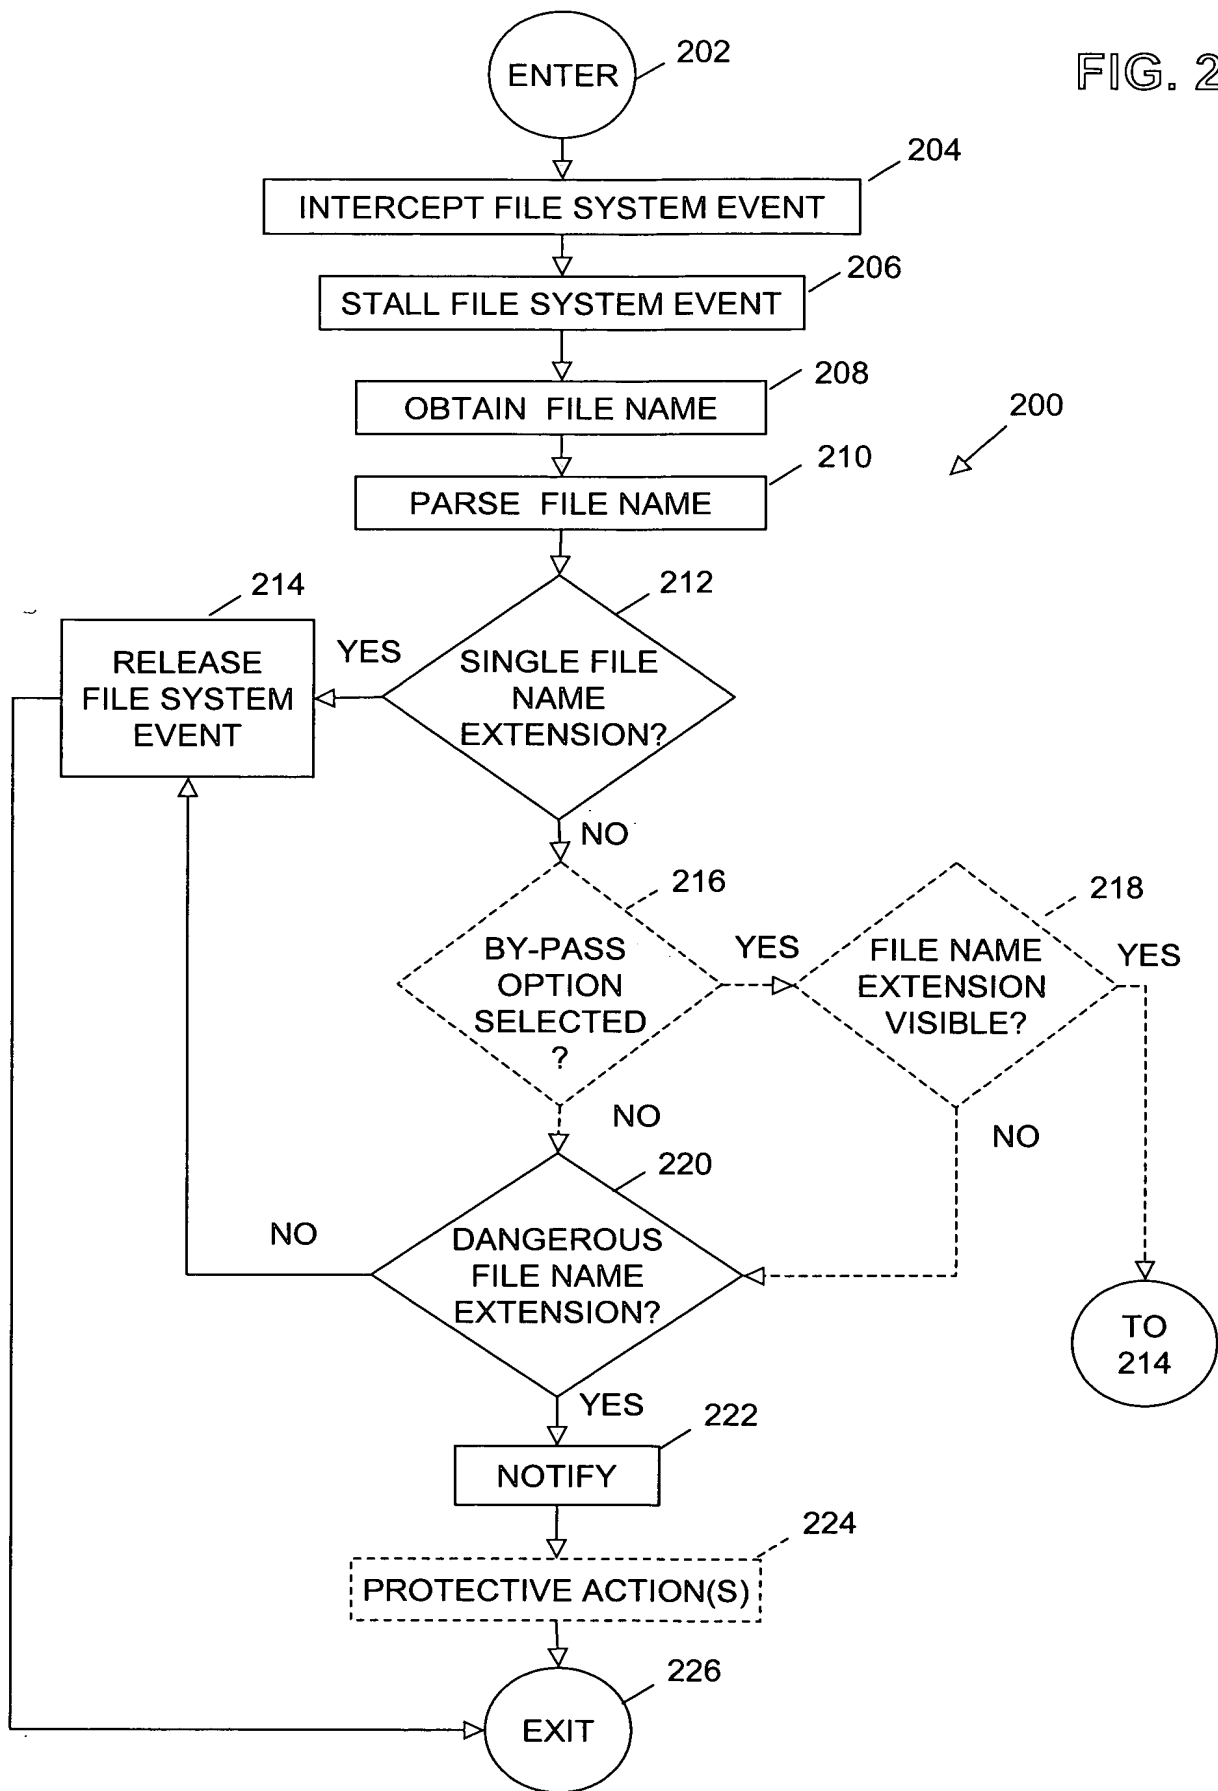 FIG. 2
ENTER
202
204
INTERCEPT FILE SYSTEM EVENT
206
STALL FILE SYSTEM EVENT
208
OBTAIN FILE NAME
200
210
PARSE FILE NAME
212
214
SINGLE FILE
NAME
EXTENSION?
YES
RELEASE
FILE SYSTEM
EVENT
NO
216
BY-PASS
OPTION
SELECTED
?
YES
218
FILE NAME
EXTENSION
VISIBLE?
YES
NO
NO
220
DANGEROUS
FILE NAME
EXTENSION?
NO
TO
214
YES
222
NOTIFY
224
PROTECTIVE ACTION(S)
226
EXIT